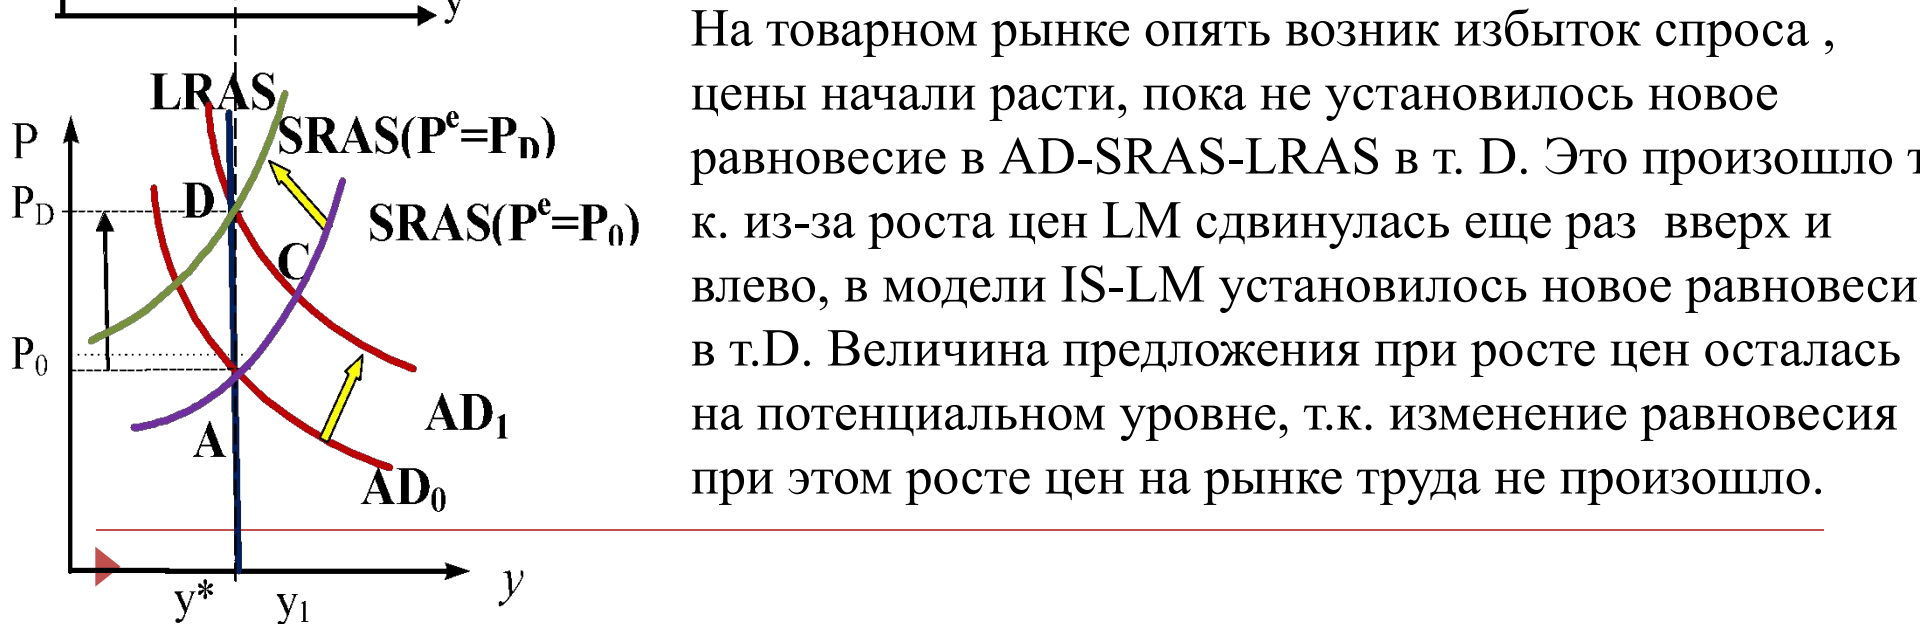 y
LRAS
P
SRAS(Pᵉ=P_D)
P_D
D
SRAS(Pᵉ=P₀)
C
P₀
AD₁
A
AD₀
y
y*
y₁
На товарном рынке опять возник избыток спроса ,
цены начали расти, пока не установилось новое
равновесие в AD-SRAS-LRAS в т. D. Это произошло т
к. из-за роста цен LM сдвинулась еще раз  вверх и
влево, в модели IS-LM установилось новое равновеси
в т.D. Величина предложения при росте цен осталась
на потенциальном уровне, т.к. изменение равновесия
при этом росте цен на рынке труда не произошло.